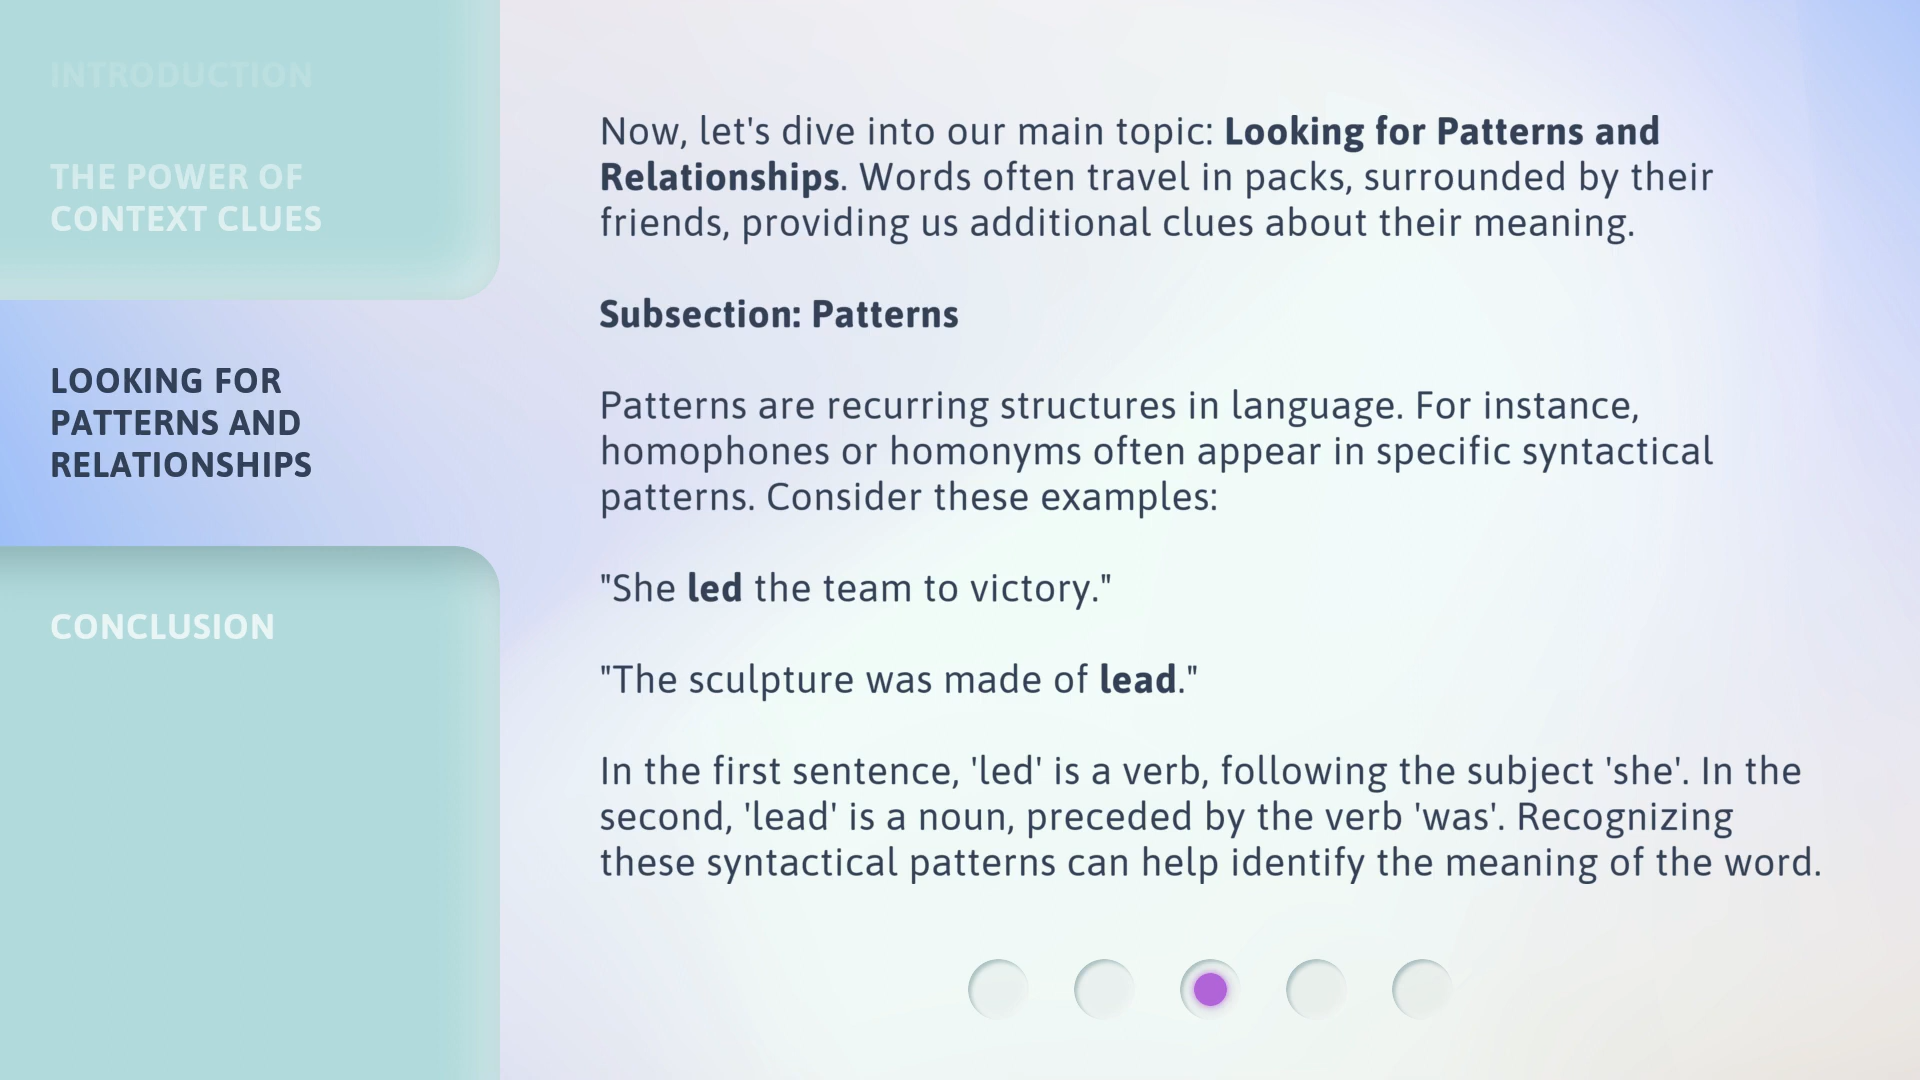 INTRODUCTION
THE POWER OF
CONTEXT CLUES
LOOKING FOR
PATTERNS AND
RELATIONSHIPS
CONCLUSION
Now, let's dive into our main topic: Looking for Patterns and
Relationships. Words often travel in packs, surrounded by their
friends, providing us additional clues about their meaning.
Subsection: Patterns
Patterns are recurring structures in language. For instance,
homophones or homonyms often appear in specific syntactical
patterns. Consider these examples:
"She led the team to victory."
"The sculpture was made of lead."
In the first sentence, 'led' is a verb, following the subject 'she'. In the
second, 'lead' is a noun, preceded by the verb 'was'. Recognizing
these syntactical patterns can help identify the meaning of the word.